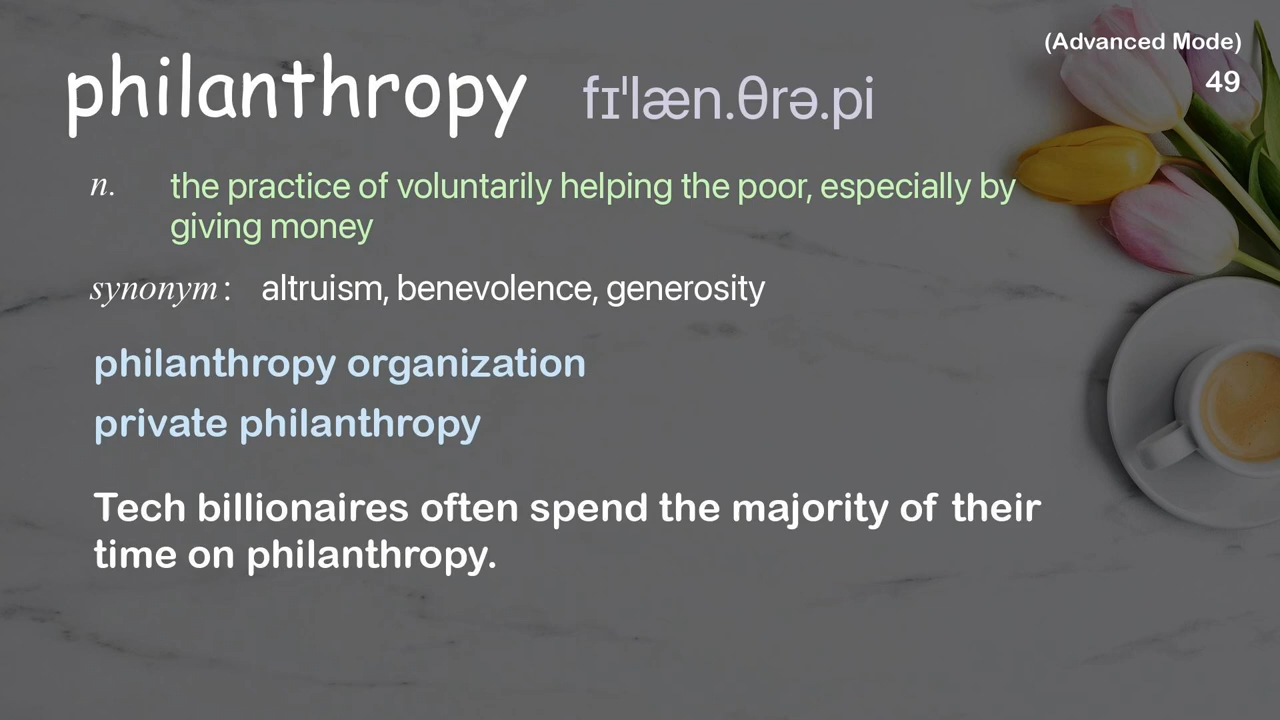 (Advanced Mode)
49
philanthropy fɪˈlæn.θrə.pi
n. the practice of voluntarily helping the poor, especially by
giving money
synonym : altruism, benevolence, generosity
philanthropy organization
private philanthropy
Tech billionaires often spend the majority of their
time on philanthropy.